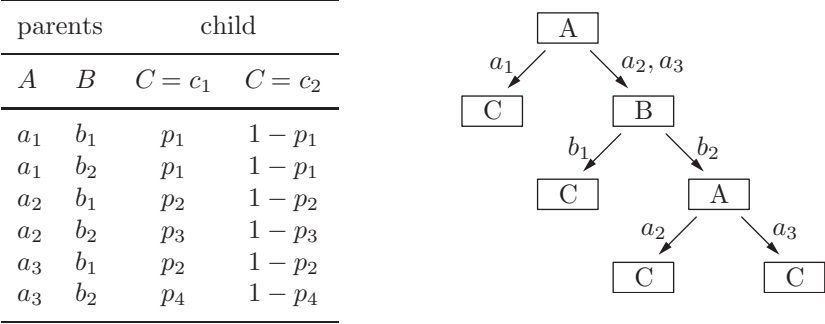 parents child
A B C = c₁ C = c₂
a₁ b₁ p₁ 1 − p₁
a₁ b₂ p₁ 1 − p₁
a₂ b₁ p₂ 1 − p₂
a₂ b₂ p₃ 1 − p₃
a₃ b₁ p₂ 1 − p₂
a₃ b₂ p₄ 1 − p₄
A
a₁ a₂, a₃
C B
b₁ b₂
C A
a₂ a₃
C C